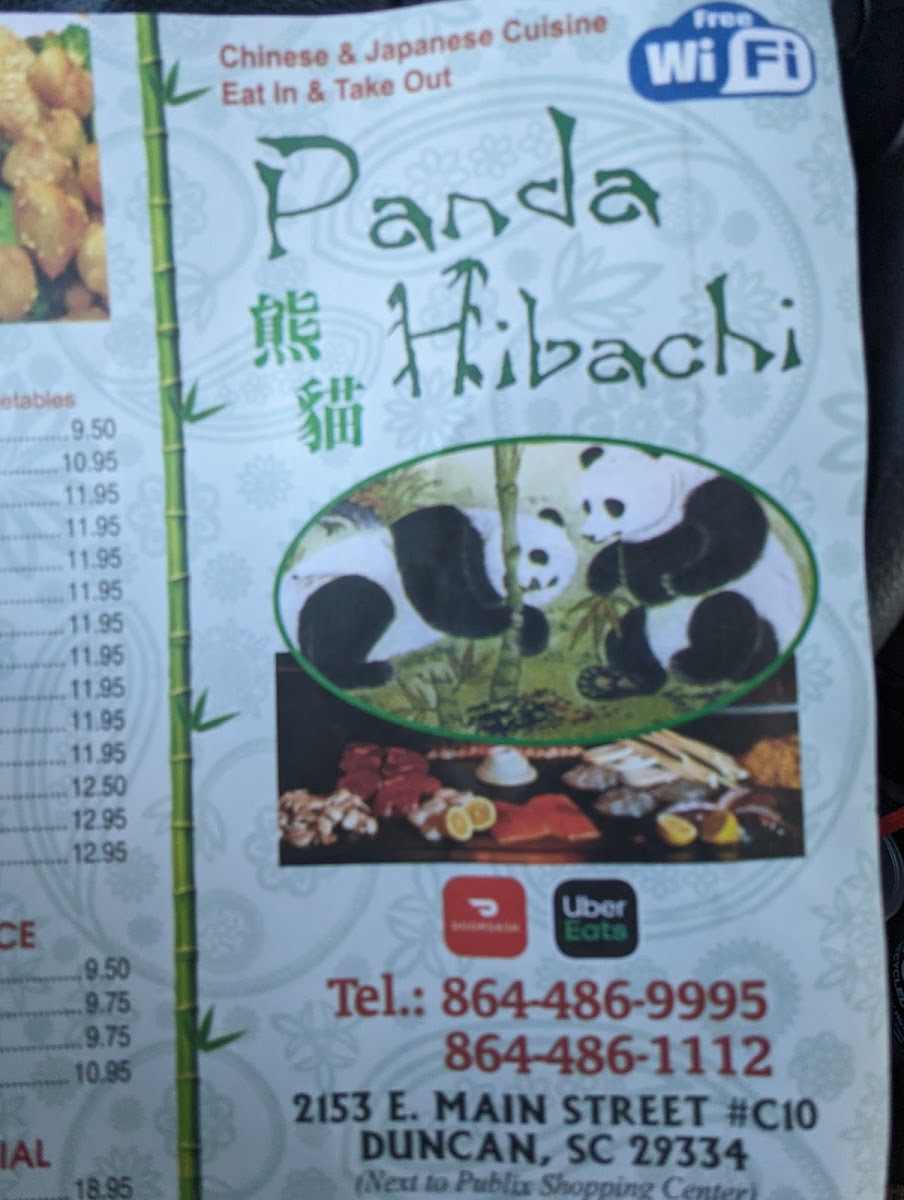 etables
9.50
10.95
11.95
11.95
11.95
11.95
11.95
11.95
11.95
11.95
11.95
12.50
12.95
12.95
CE
9.50
9.75
9.75
10.95
IAL
18.95
Chinese & Japanese Cuisine
Eat In & Take Out
Free
Wi Fi
Panda
熊
Hibachi
貓
DOORDASH
Uber
Eats
Tel.: 864-486-9995
864-486-1112
2153 E. MAIN STREET #C10
DUNCAN, SC 29334
(Next to Publix Shopping Center)